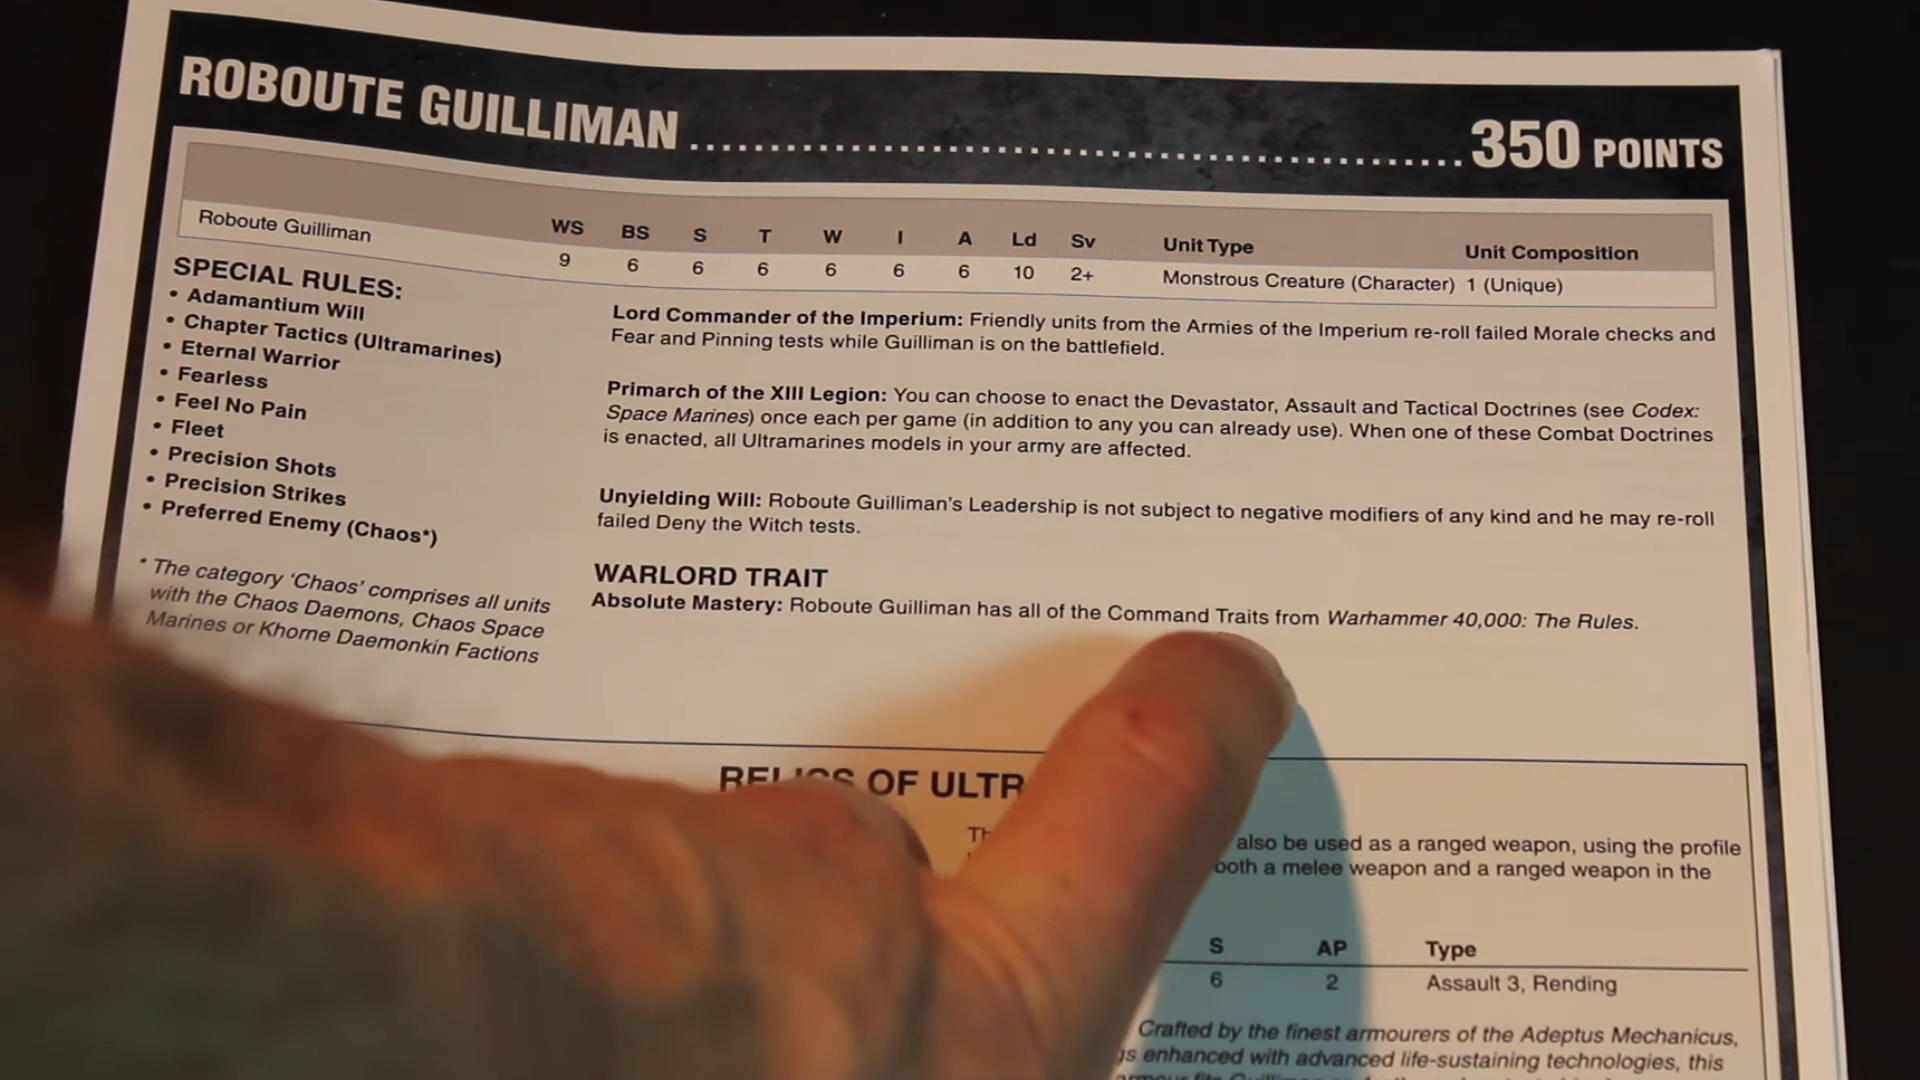 ROBOUTE GUILLIMAN ........ 350 POINTS
WS BS S T W I A Ld Sv Unit Type Unit Composition
Roboute Guilliman 9 6 6 6 6 6 6 10 2+ Monstrous Creature (Character) 1 (Unique)
SPECIAL RULES:
• Adamantium Will
• Chapter Tactics (Ultramarines)
• Eternal Warrior
• Fearless
• Feel No Pain
• Fleet
• Precision Shots
• Precision Strikes
• Preferred Enemy (Chaos*)
* The category ‘Chaos’ comprises all units
with the Chaos Daemons, Chaos Space
Marines or Khorne Daemonkin Factions
Lord Commander of the Imperium: Friendly units from the Armies of the Imperium re-roll failed Morale checks and
Fear and Pinning tests while Guilliman is on the battlefield.
Primarch of the XIII Legion: You can choose to enact the Devastator, Assault and Tactical Doctrines (see Codex:
Space Marines) once each per game (in addition to any you can already use). When one of these Combat Doctrines
is enacted, all Ultramarines models in your army are affected.
Unyielding Will: Roboute Guilliman’s Leadership is not subject to negative modifiers of any kind and he may re-roll
failed Deny the Witch tests.
WARLORD TRAIT
Absolute Mastery: Roboute Guilliman has all of the Command Traits from Warhammer 40,000: The Rules.
OF ULTR
also be used as a ranged weapon, using the profile
both a melee weapon and a ranged weapon in the
S AP Type
6 2 Assault 3, Rending
Crafted by the finest armourers of the Adeptus Mechanicus,
enhanced with advanced life-sustaining technologies, this